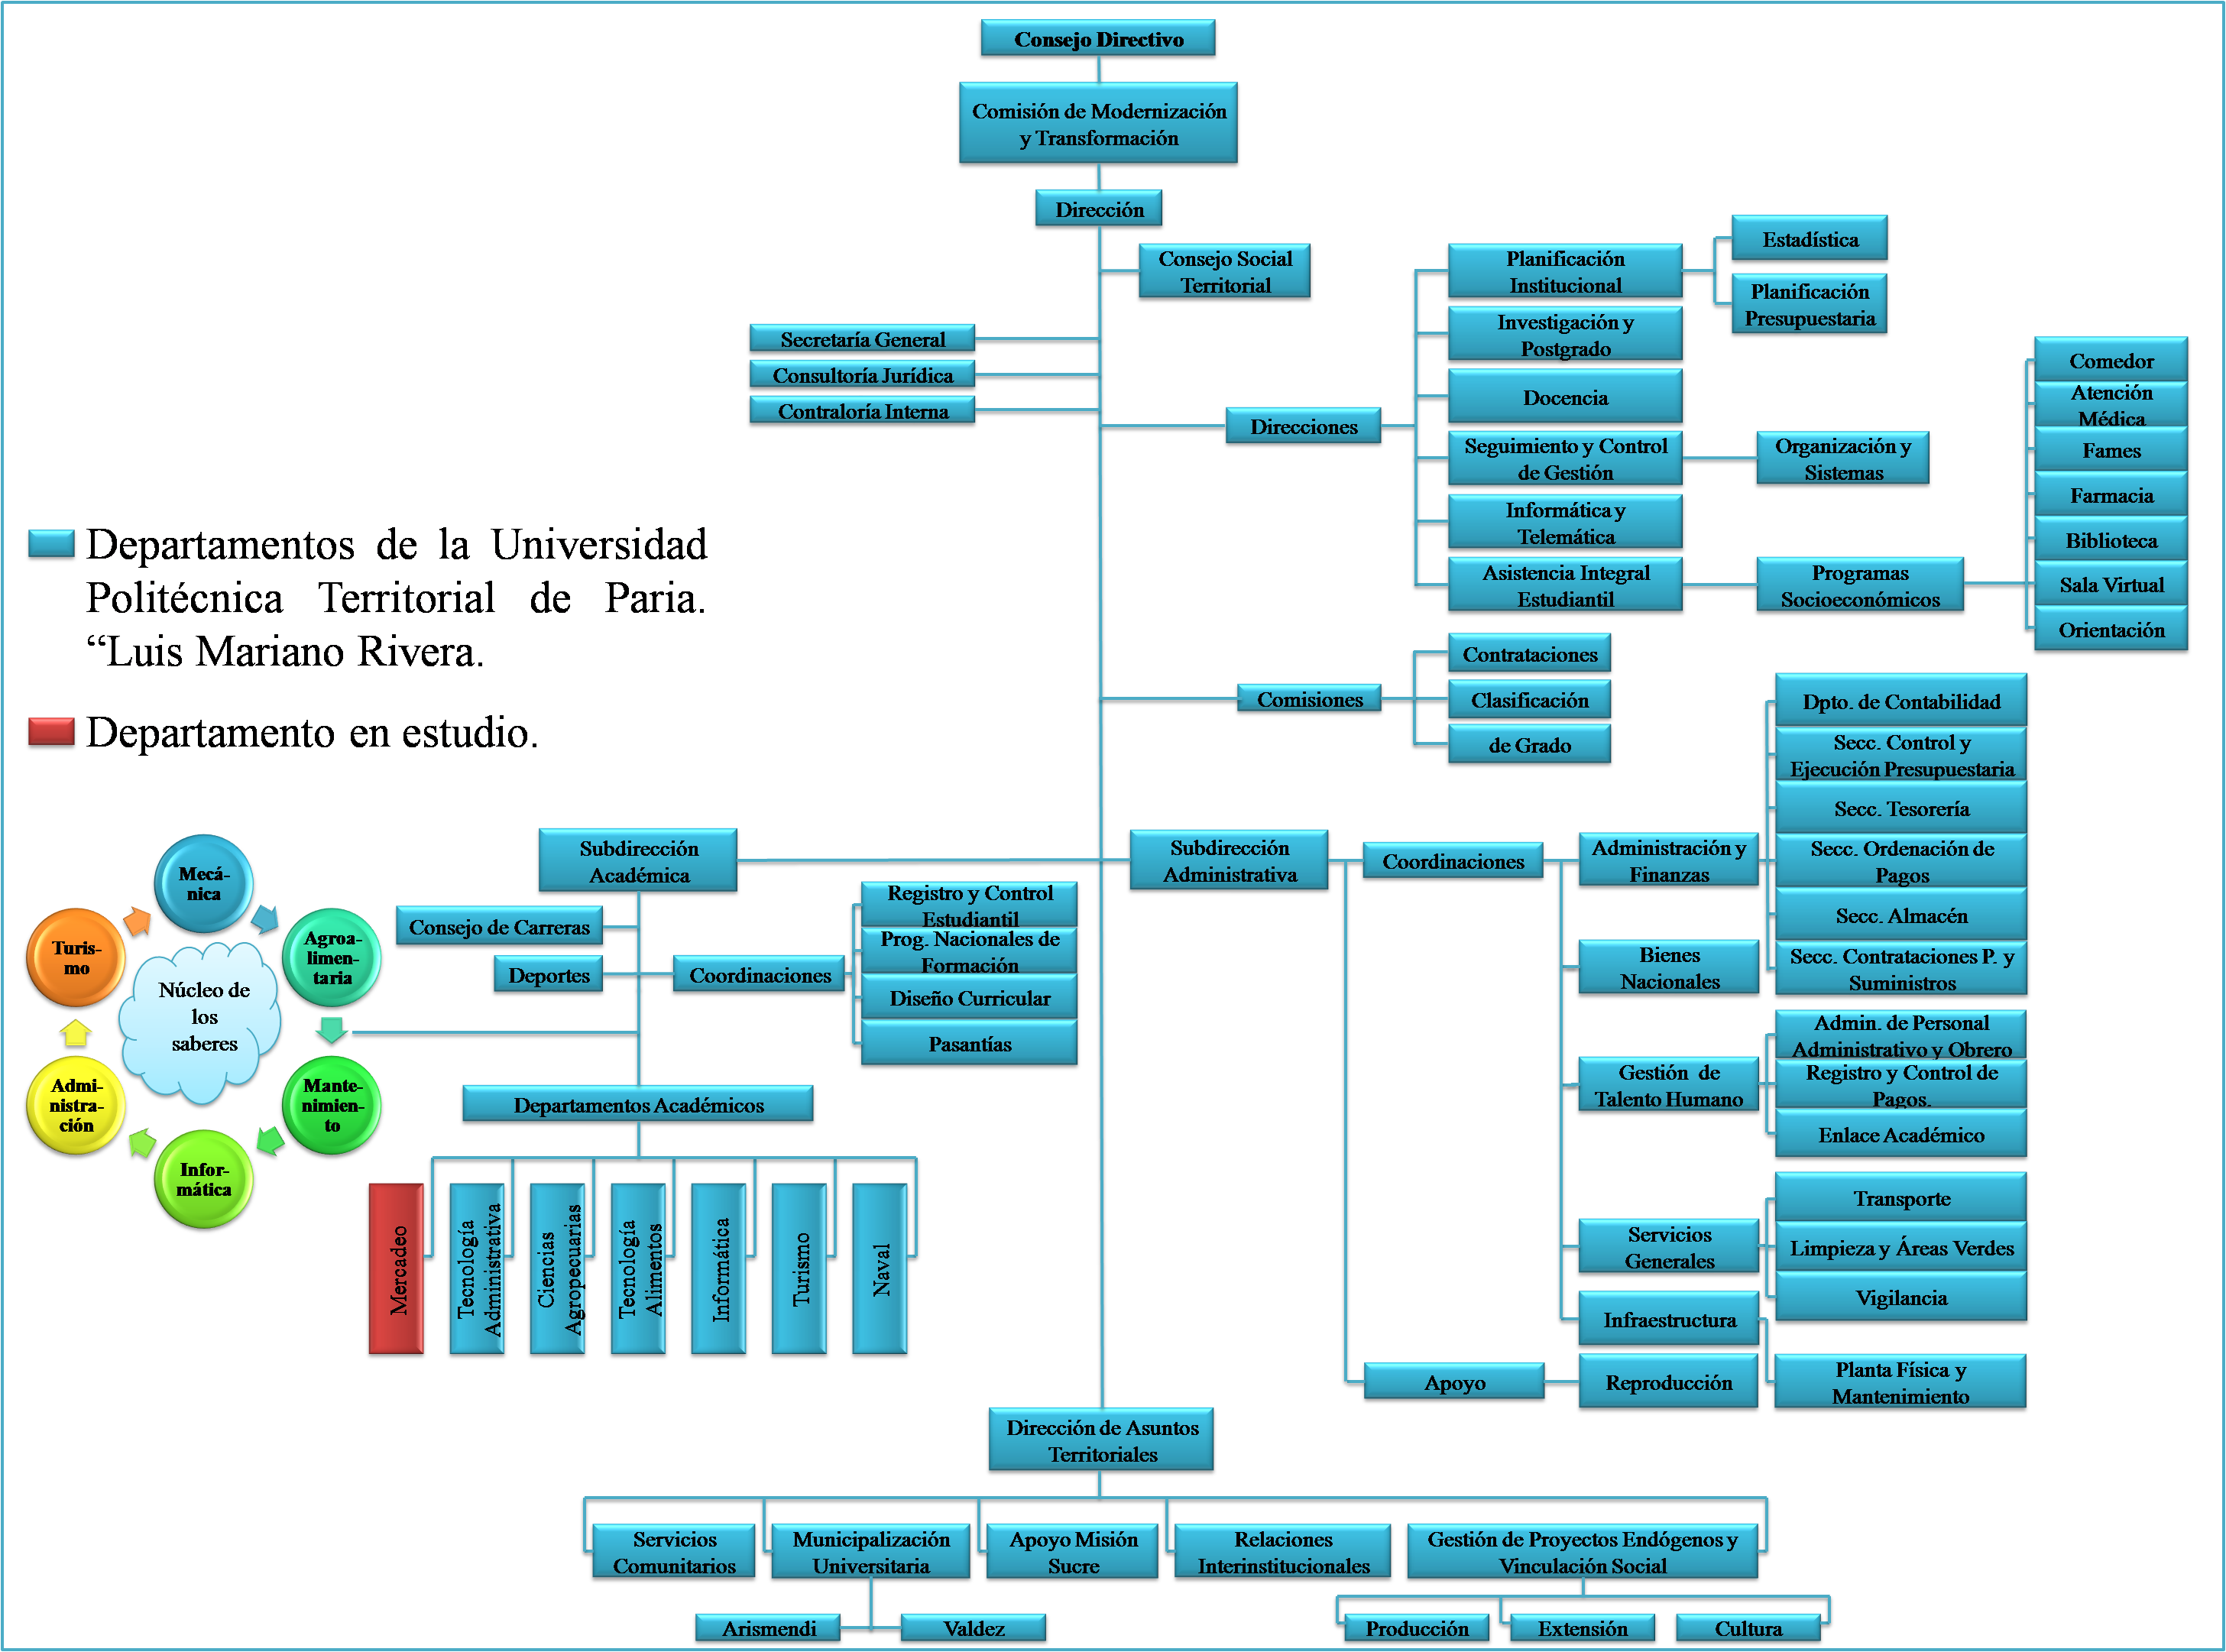 Consejo Directivo
Comisión de Modernización
y Transformación
Dirección
Consejo Social
Territorial
Secretaría General
Consultoría Jurídica
Contraloría Interna
Direcciones
Planificación
Institucional
Estadística
Planificación
Presupuestaria
Investigación y
Postgrado
Docencia
Seguimiento y Control
de Gestión
Organización y
Sistemas
Informática y
Telemática
Asistencia Integral
Estudiantil
Programas
Socioeconómicos
Comedor
Atención
Médica
Fames
Farmacia
Biblioteca
Sala Virtual
Orientación
Departamentos de la Universidad
Politécnica Territorial de Paria.
“Luis Mariano Rivera.
Departamento en estudio.
Comisiones
Contrataciones
Clasificación
de Grado
Subdirección
Académica
Consejo de Carreras
Deportes
Coordinaciones
Registro y Control
Estudiantil
Prog. Nacionales de
Formación
Diseño Curricular
Pasantías
Mecá-
nica
Agroa-
limen-
taria
Mante-
nimien-
to
Infor-
mática
Admi-
nistra-
ción
Turis-
mo
Núcleo de
los
saberes
Departamentos Académicos
Mercadeo
Tecnología
Administrativa
Ciencias
Agropecuarias
Tecnología
Alimentos
Informática
Turismo
Naval
Subdirección
Administrativa
Coordinaciones
Administración y
Finanzas
Dpto. de Contabilidad
Secc. Control y
Ejecución Presupuestaria
Secc. Tesorería
Secc. Ordenación de
Pagos
Secc. Almacén
Secc. Contrataciones P. y
Suministros
Bienes
Nacionales
Gestión de
Talento Humano
Admin. de Personal
Administrativo y Obrero
Registro y Control de
Pagos.
Enlace Académico
Servicios
Generales
Transporte
Limpieza y Áreas Verdes
Vigilancia
Infraestructura
Planta Física y
Mantenimiento
Apoyo
Reproducción
Dirección de Asuntos
Territoriales
Servicios
Comunitarios
Municipalización
Universitaria
Apoyo Misión
Sucre
Relaciones
Interinstitucionales
Gestión de Proyectos Endógenos y
Vinculación Social
Arismendi
Valdez
Producción
Extensión
Cultura